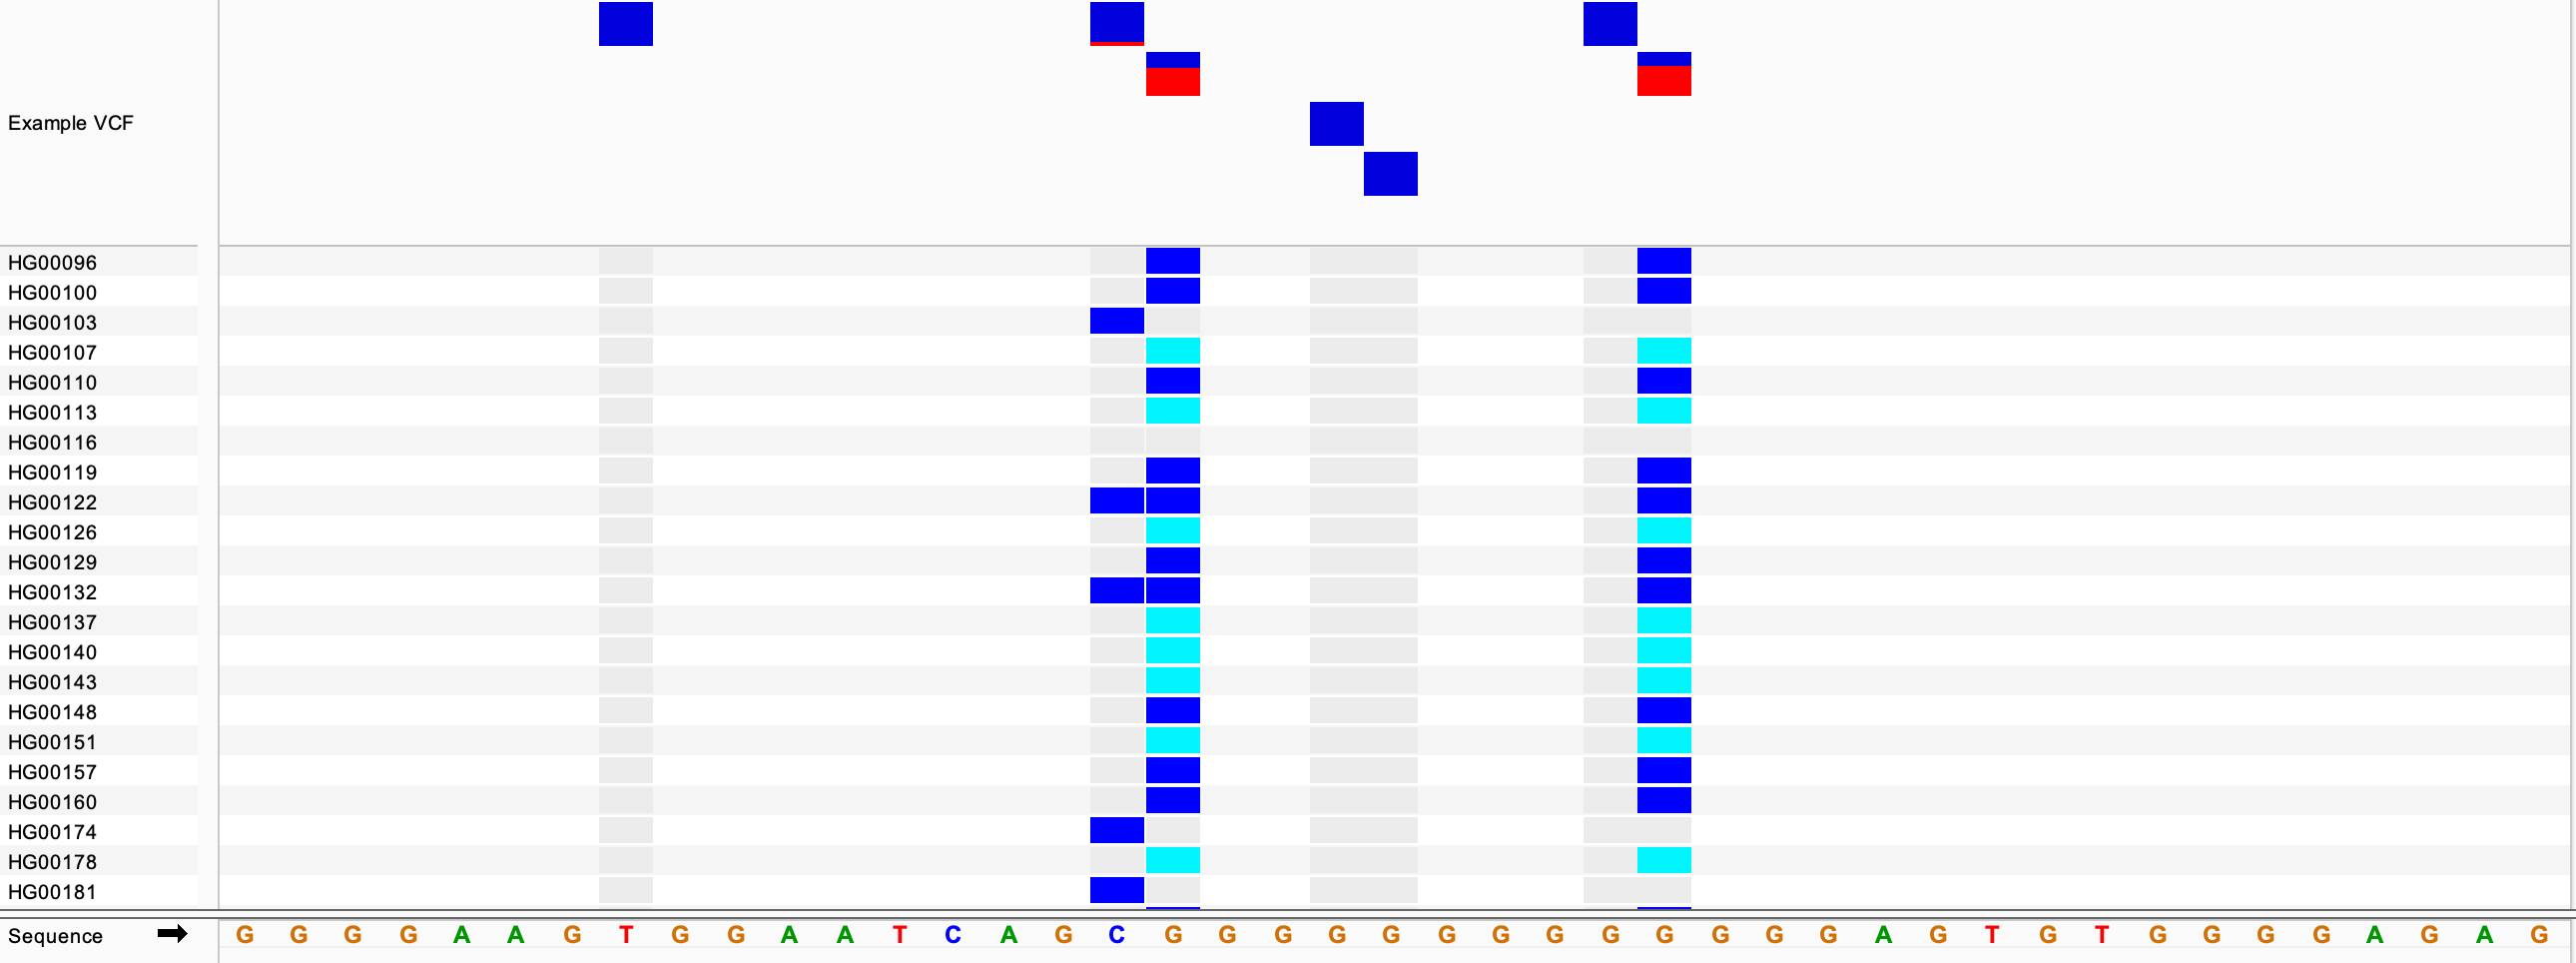 Example VCF
HG00096
HG00100
HG00103
HG00107
HG00110
HG00113
HG00116
HG00119
HG00122
HG00126
HG00129
HG00132
HG00137
HG00140
HG00143
HG00148
HG00151
HG00157
HG00160
HG00174
HG00178
HG00181
Sequence G G G G A A G T G G A A T C A G C G G G G G G G G G G G G G A G T G T G G G G A G A G